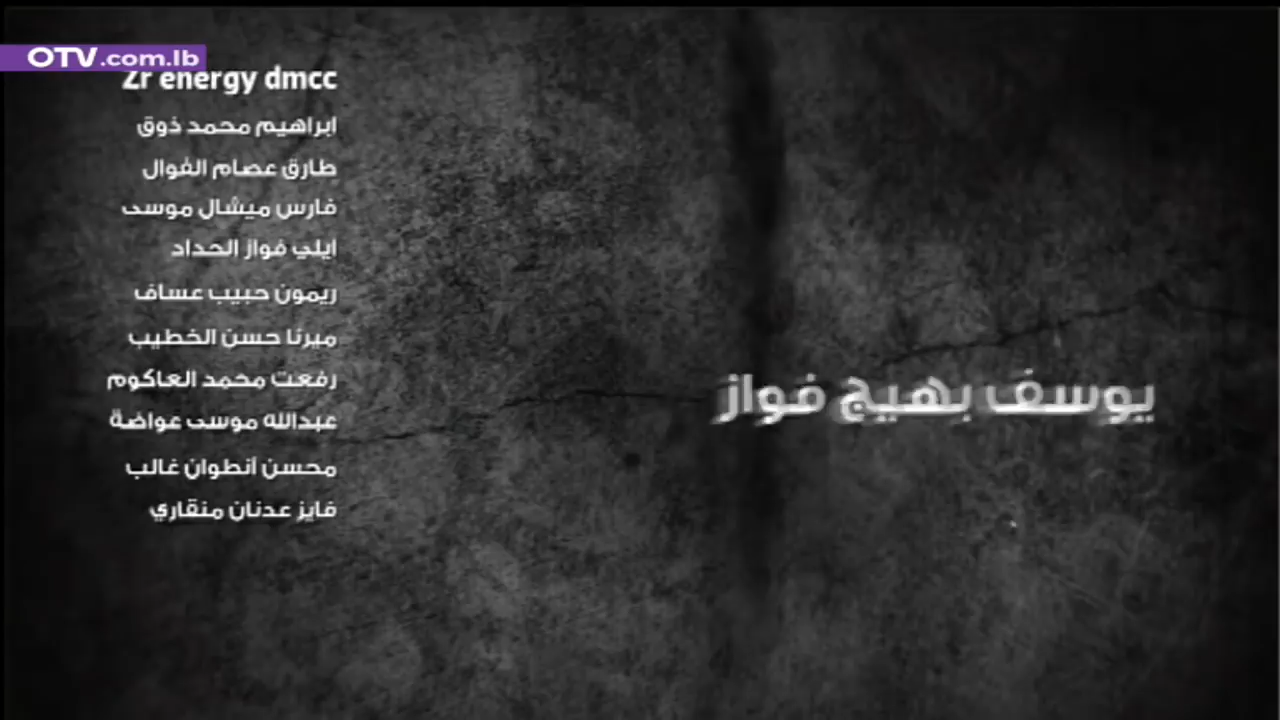 OTV.com.lb
Zr energy dmcc
ابراهيم محمد ذوق
طارق عصام الفوال
فارس ميشال موسى
ايلي فواز الحداد
ريمون حبيب عساف
ميرنا حسن الخطيب
رفعت محمد العاكوم
عبدالله موسى عواضة
محسن أنطوان غالب
فايز عدنان منقاري
يوسف بهيج فواز